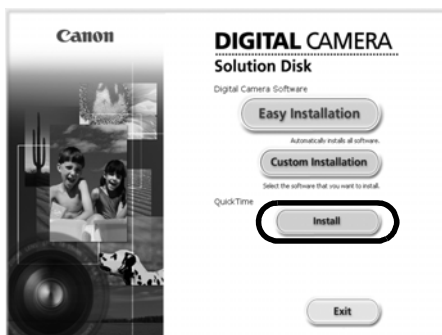 Canon
DIGITAL CAMERA
Solution Disk
Digital Camera Software
Easy Installation
Automatically installs all software.
Custom Installation
Select the software that you want to install.
QuickTime
Install
Exit